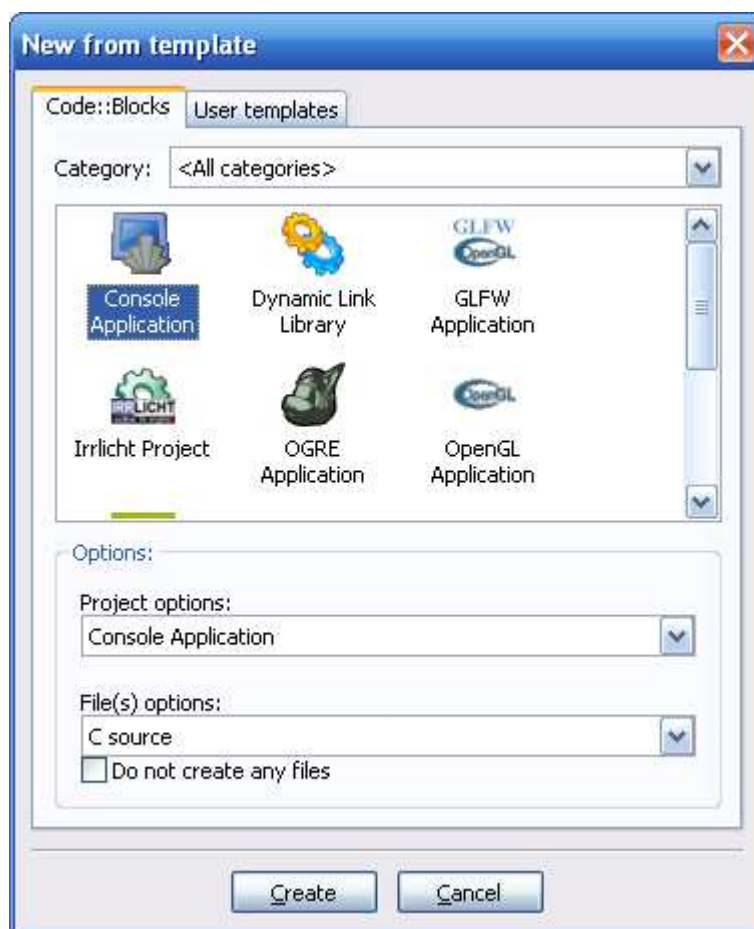 New from template
Code::Blocks
User templates
Category:
<All categories>
Console
Application
Dynamic Link
Library
GLFW
OpenGL
GLFW
Application
IRRLICHT
Irrlicht Project
OGRE
Application
OpenGL
OpenGL
Application
Options:
Project options:
Console Application
File(s) options:
C source
Do not create any files
Create
Cancel